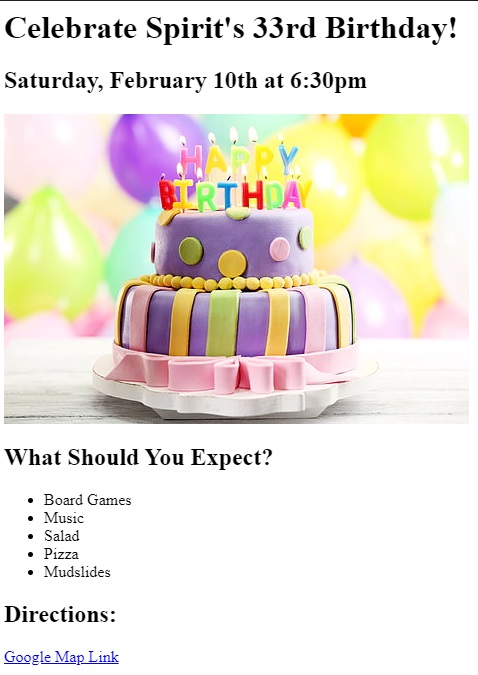 Celebrate Spirit's 33rd Birthday!
Saturday, February 10th at 6:30pm
HAPPY
BIRTHDAY
What Should You Expect?
Board Games
Music
Salad
Pizza
Mudslides
Directions:
Google Map Link